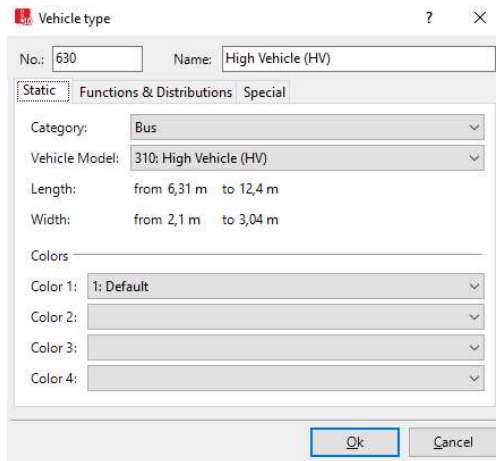 Vehicle type ? ×
No.: 630 Name: High Vehicle (HV)
Static Functions & Distributions Special
Category: Bus
Vehicle Model: 310: High Vehicle (HV)
Length: from 6,31 m to 12,4 m
Width: from 2,1 m to 3,04 m
Colors
Color 1: 1: Default
Color 2:
Color 3:
Color 4:
Ok Cancel